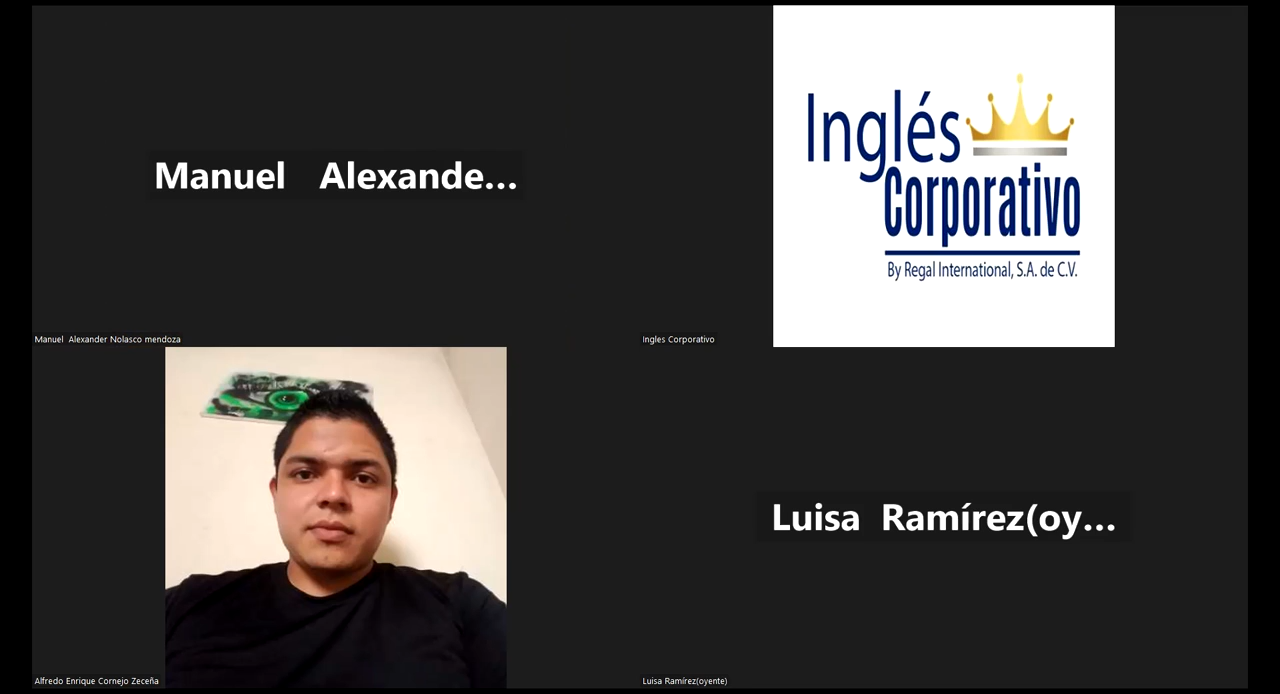 Manuel Alexande...
Manuel Alexander Nolasco mendoza
Inglés
Corporativo
By Regal International, S.A. de C.V.
Ingles Corporativo
Alfredo Enrique Cornejo Zeceña
Luisa Ramírez(oy...
Luisa Ramírez(oyente)